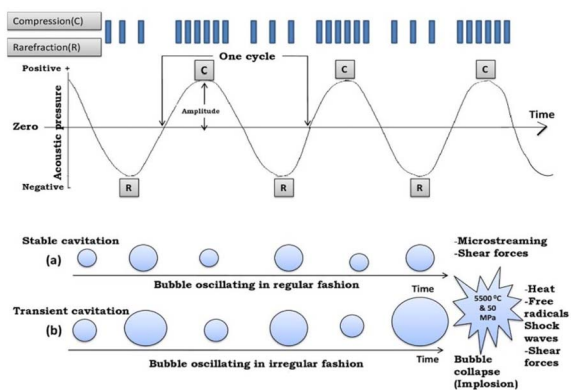 Compression(C)
Rarefraction(R)
Positive +
One cycle
C
C
C
Amplitude
Time
Zero
Acoustic pressure
R
R
R
Negative
Stable cavitation
(a)
-Microstreaming
-Shear forces
Bubble oscillating in regular fashion
Time
Transient cavitation
(b)
5500 ⁰C
& 50
MPa
-Heat
-Free
radicals
Shock
waves
-Shear
forces
Time
Bubble oscillating in irregular fashion
Bubble
collapse
(Implosion)